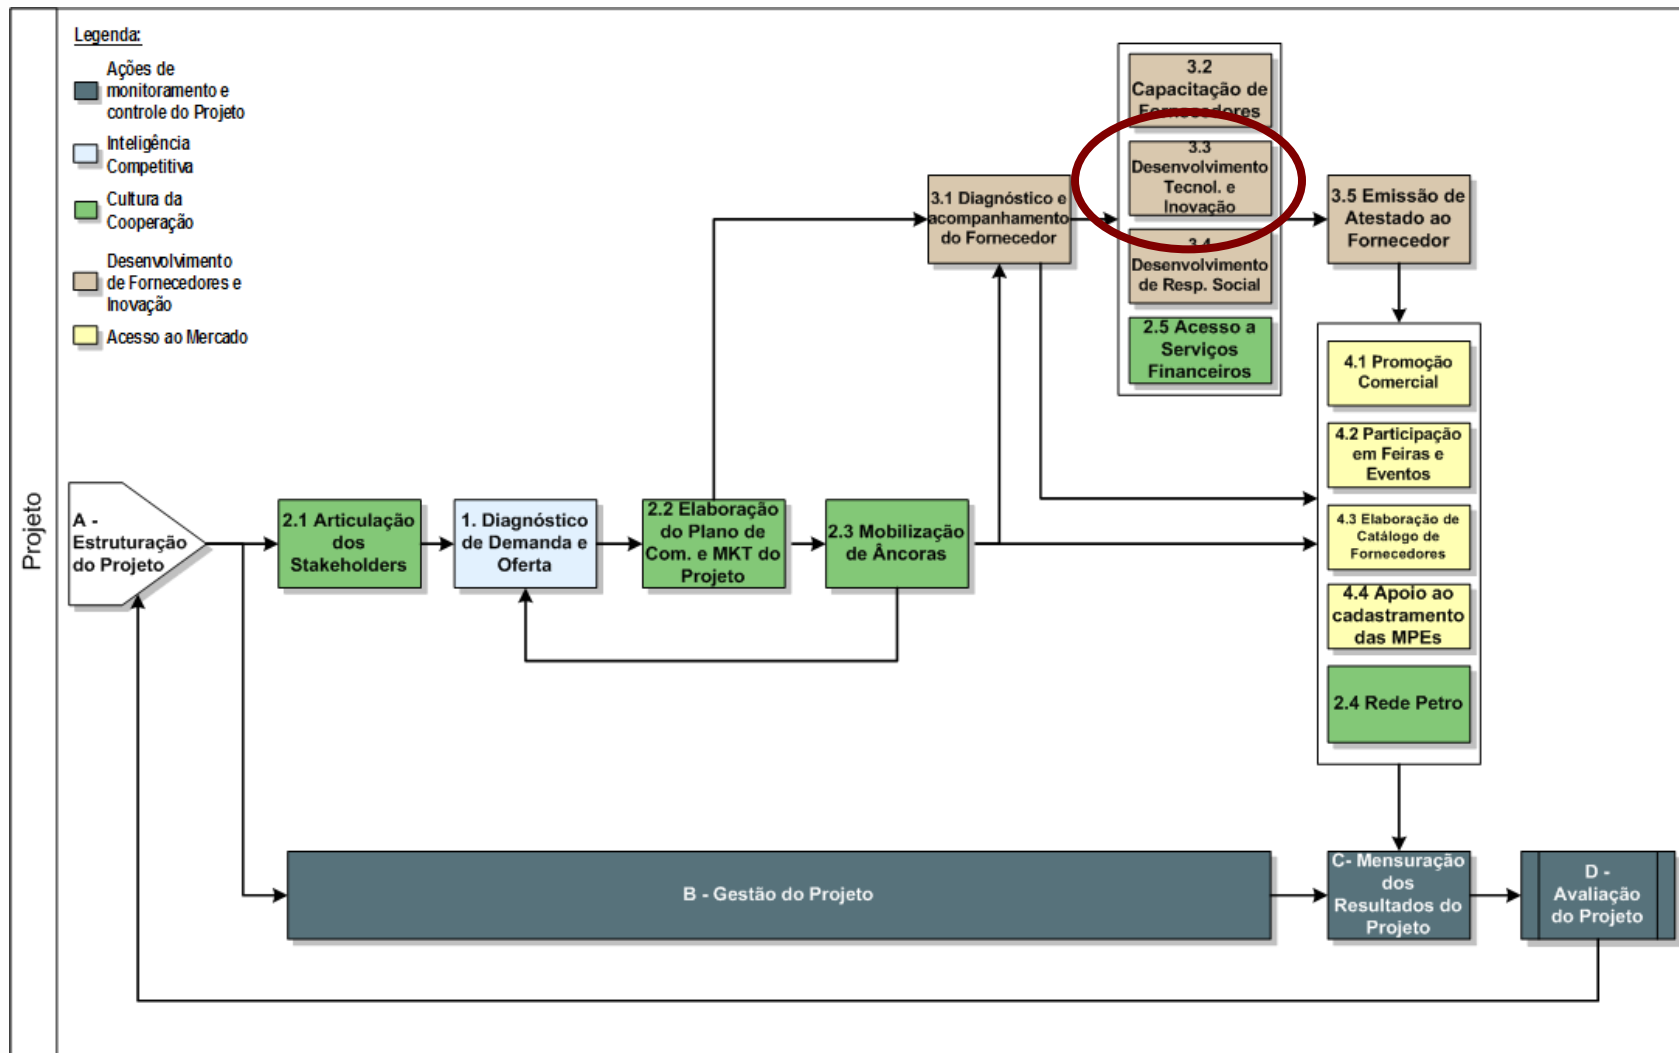 Projeto
Legenda:
Ações de
monitoramento e
controle do Projeto
Inteligência
Competitiva
Cultura da
Cooperação
Desenvolvimento
de Fornecedores e
Inovação
Acesso ao Mercado
A -
Estruturação
do Projeto
2.1 Articulação
dos
Stakeholders
1. Diagnóstico
de Demanda e
Oferta
2.2 Elaboração
do Plano de
Com. e MKT do
Projeto
2.3 Mobilização
de Âncoras
3.1 Diagnóstico e
acompanhamento
do Fornecedor
3.2
Capacitação de
Fornecedores
3.3
Desenvolvimento
Tecnol. e
Inovação
3.4
Desenvolvimento
de Resp. Social
2.5 Acesso a
Serviços
Financeiros
3.5 Emissão de
Atestado ao
Fornecedor
4.1 Promoção
Comercial
4.2 Participação
em Feiras e
Eventos
4.3 Elaboração de
Catálogo de
Fornecedores
4.4 Apoio ao
cadastramento
das MPEs
2.4 Rede Petro
B - Gestão do Projeto
C- Mensuração
dos
Resultados do
Projeto
D -
Avaliação
do Projeto